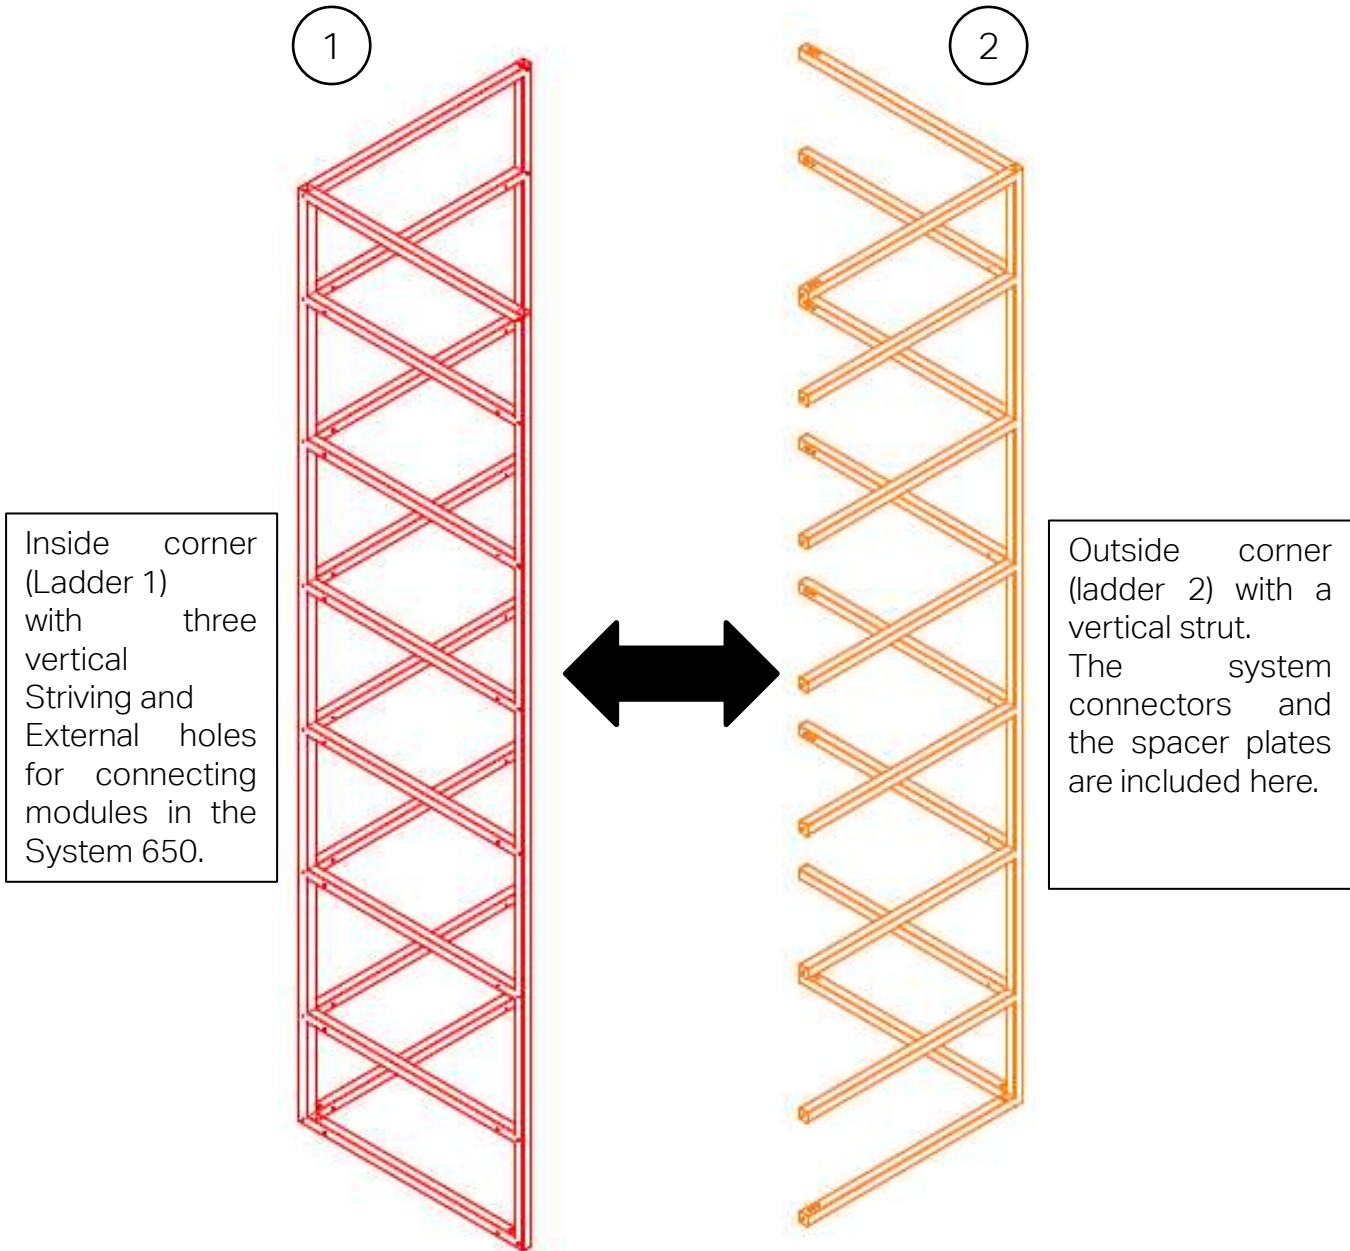 1
2
Inside corner
(Ladder 1)
with three
vertical
Striving and
External holes
for connecting
modules in the
System 650.
Outside corner
(ladder 2) with a
vertical strut.
The system
connectors and
the spacer plates
are included here.